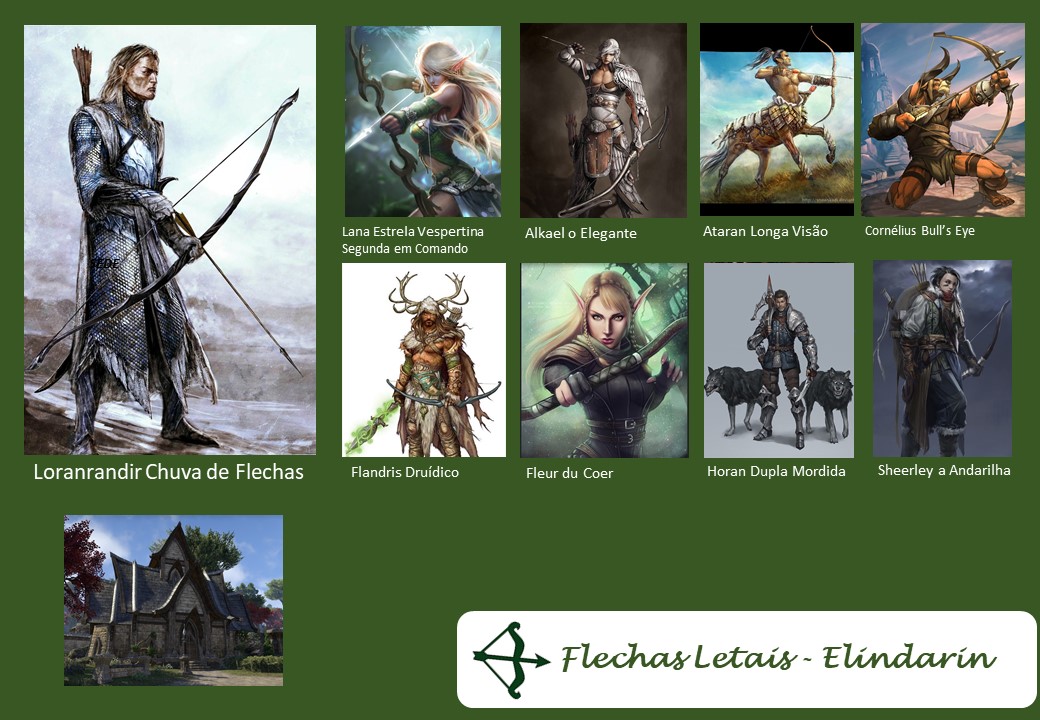 Lana Estrela Vespertina
Segunda em Comando
Alkael o Elegante
Ataran Longa Visão
Cornélius Bull's Eye
Loranrandir Chuva de Flechas
Flandris Druídico
Fleur du Coer
Horan Dupla Mordida
Sheerley a Andarilha
Flechas Letais - Elindarin